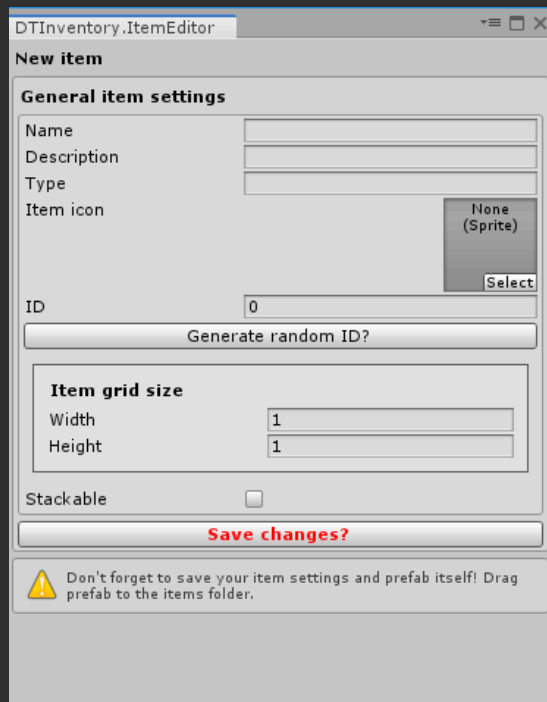 DTInventory.ItemEditor
New item
General item settings
Name
Description
Type
Item icon
None
(Sprite)
Select
ID 0
Generate random ID?
Item grid size
Width 1
Height 1
Stackable
Save changes?
Don't forget to save your item settings and prefab itself! Drag
prefab to the items folder.